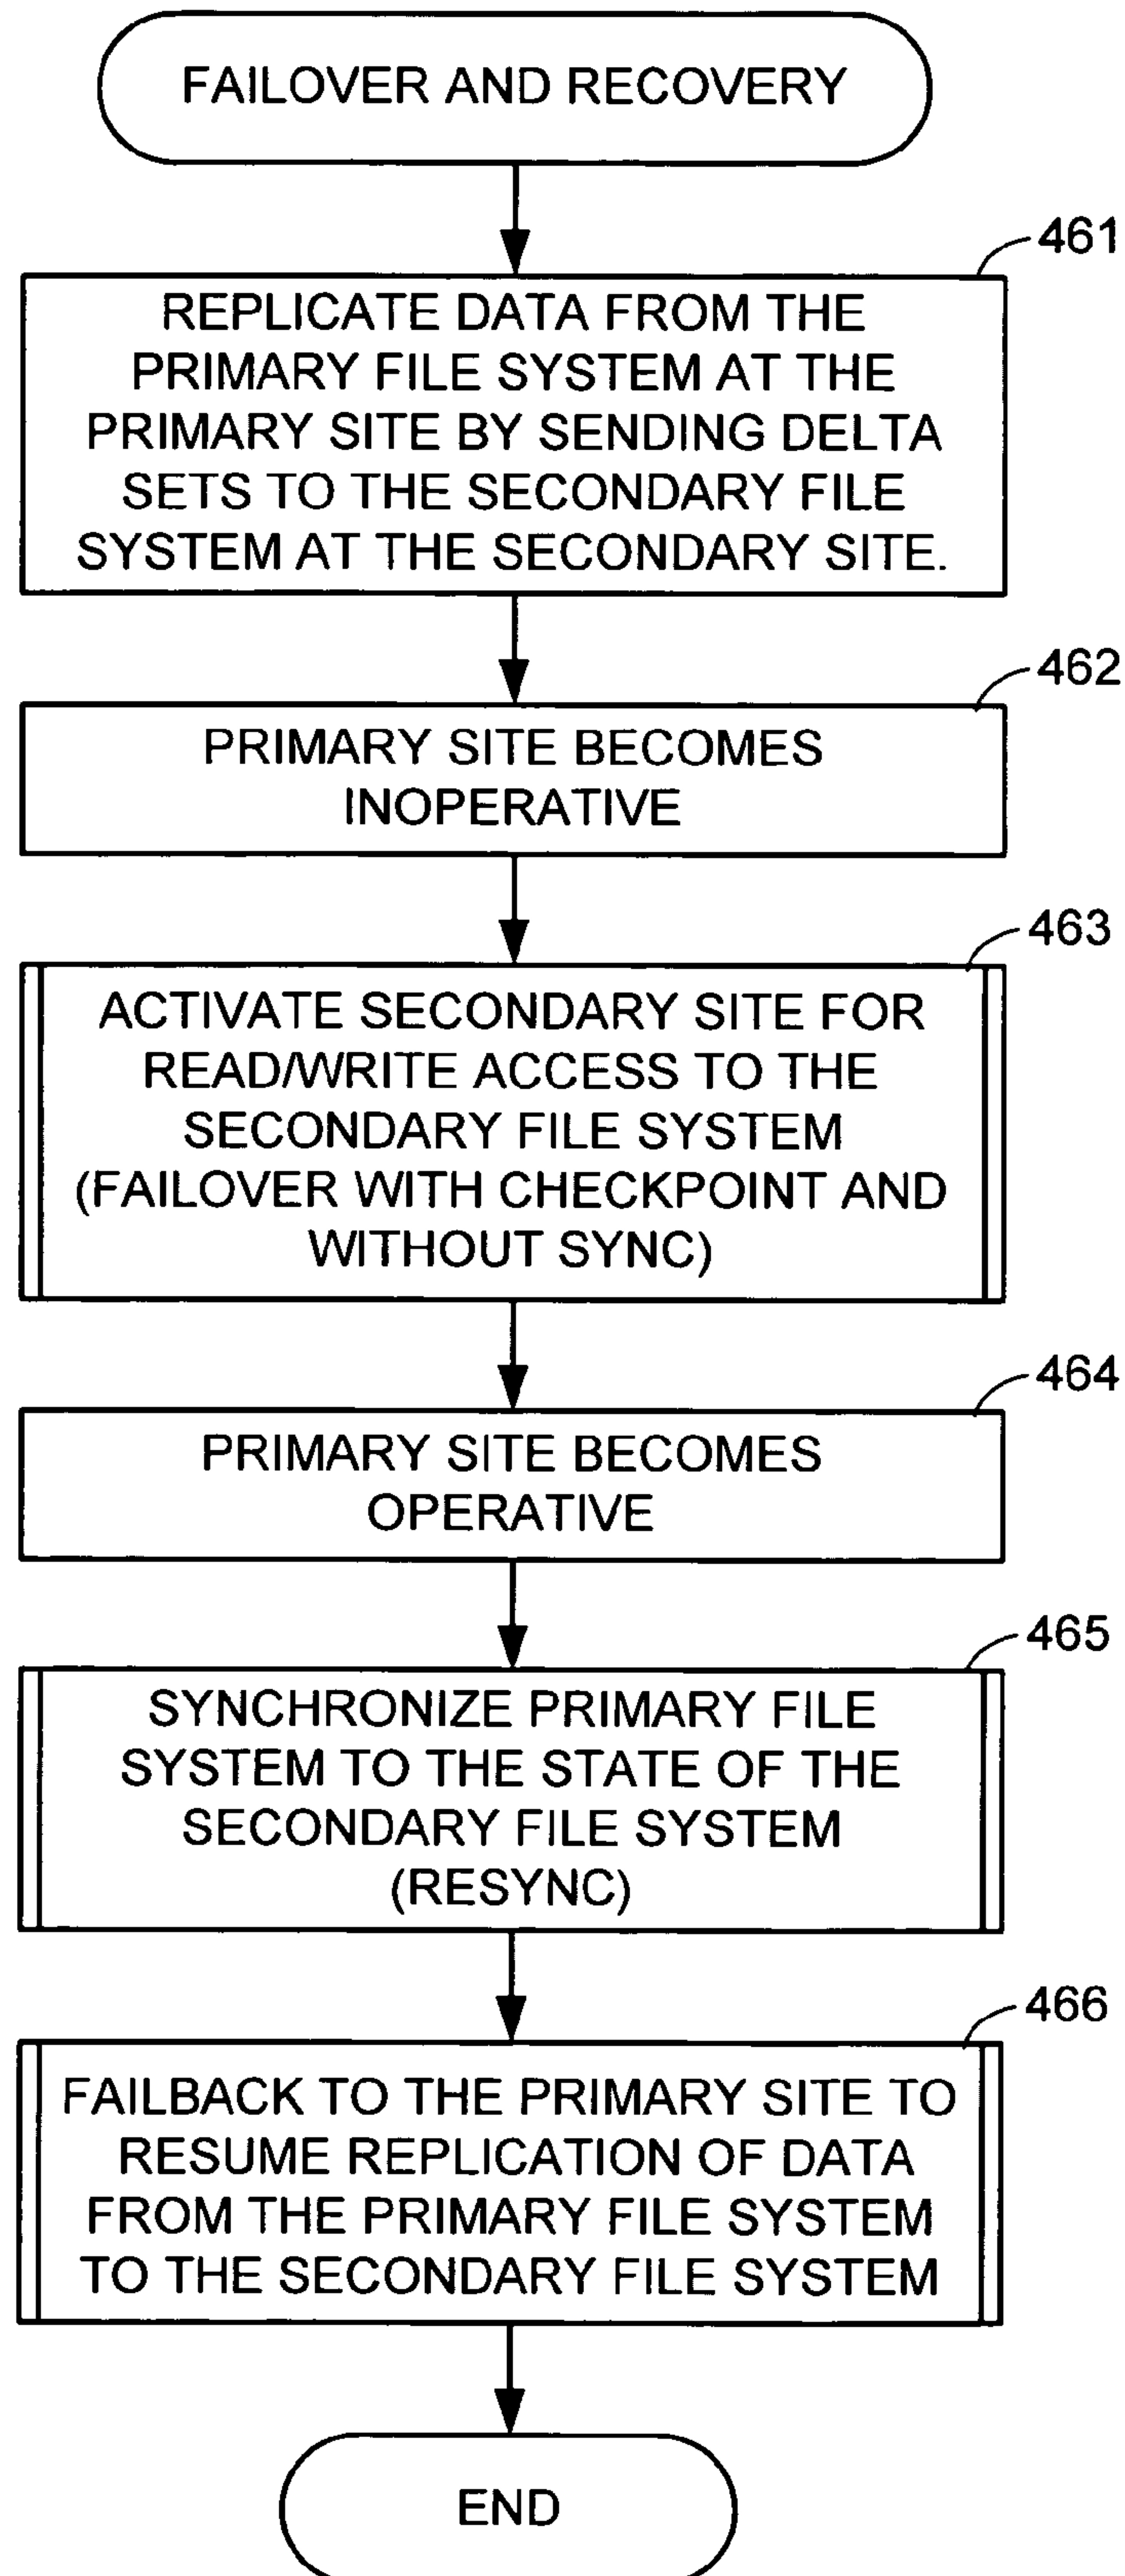 FAILOVER AND RECOVERY
461
REPLICATE DATA FROM THE
PRIMARY FILE SYSTEM AT THE
PRIMARY SITE BY SENDING DELTA
SETS TO THE SECONDARY FILE
SYSTEM AT THE SECONDARY SITE.
462
PRIMARY SITE BECOMES
INOPERATIVE
463
ACTIVATE SECONDARY SITE FOR
READ/WRITE ACCESS TO THE
SECONDARY FILE SYSTEM
(FAILOVER WITH CHECKPOINT AND
WITHOUT SYNC)
464
PRIMARY SITE BECOMES
OPERATIVE
465
SYNCHRONIZE PRIMARY FILE
SYSTEM TO THE STATE OF THE
SECONDARY FILE SYSTEM
(RESYNC)
466
FAILBACK TO THE PRIMARY SITE TO
RESUME REPLICATION OF DATA
FROM THE PRIMARY FILE SYSTEM
TO THE SECONDARY FILE SYSTEM
END